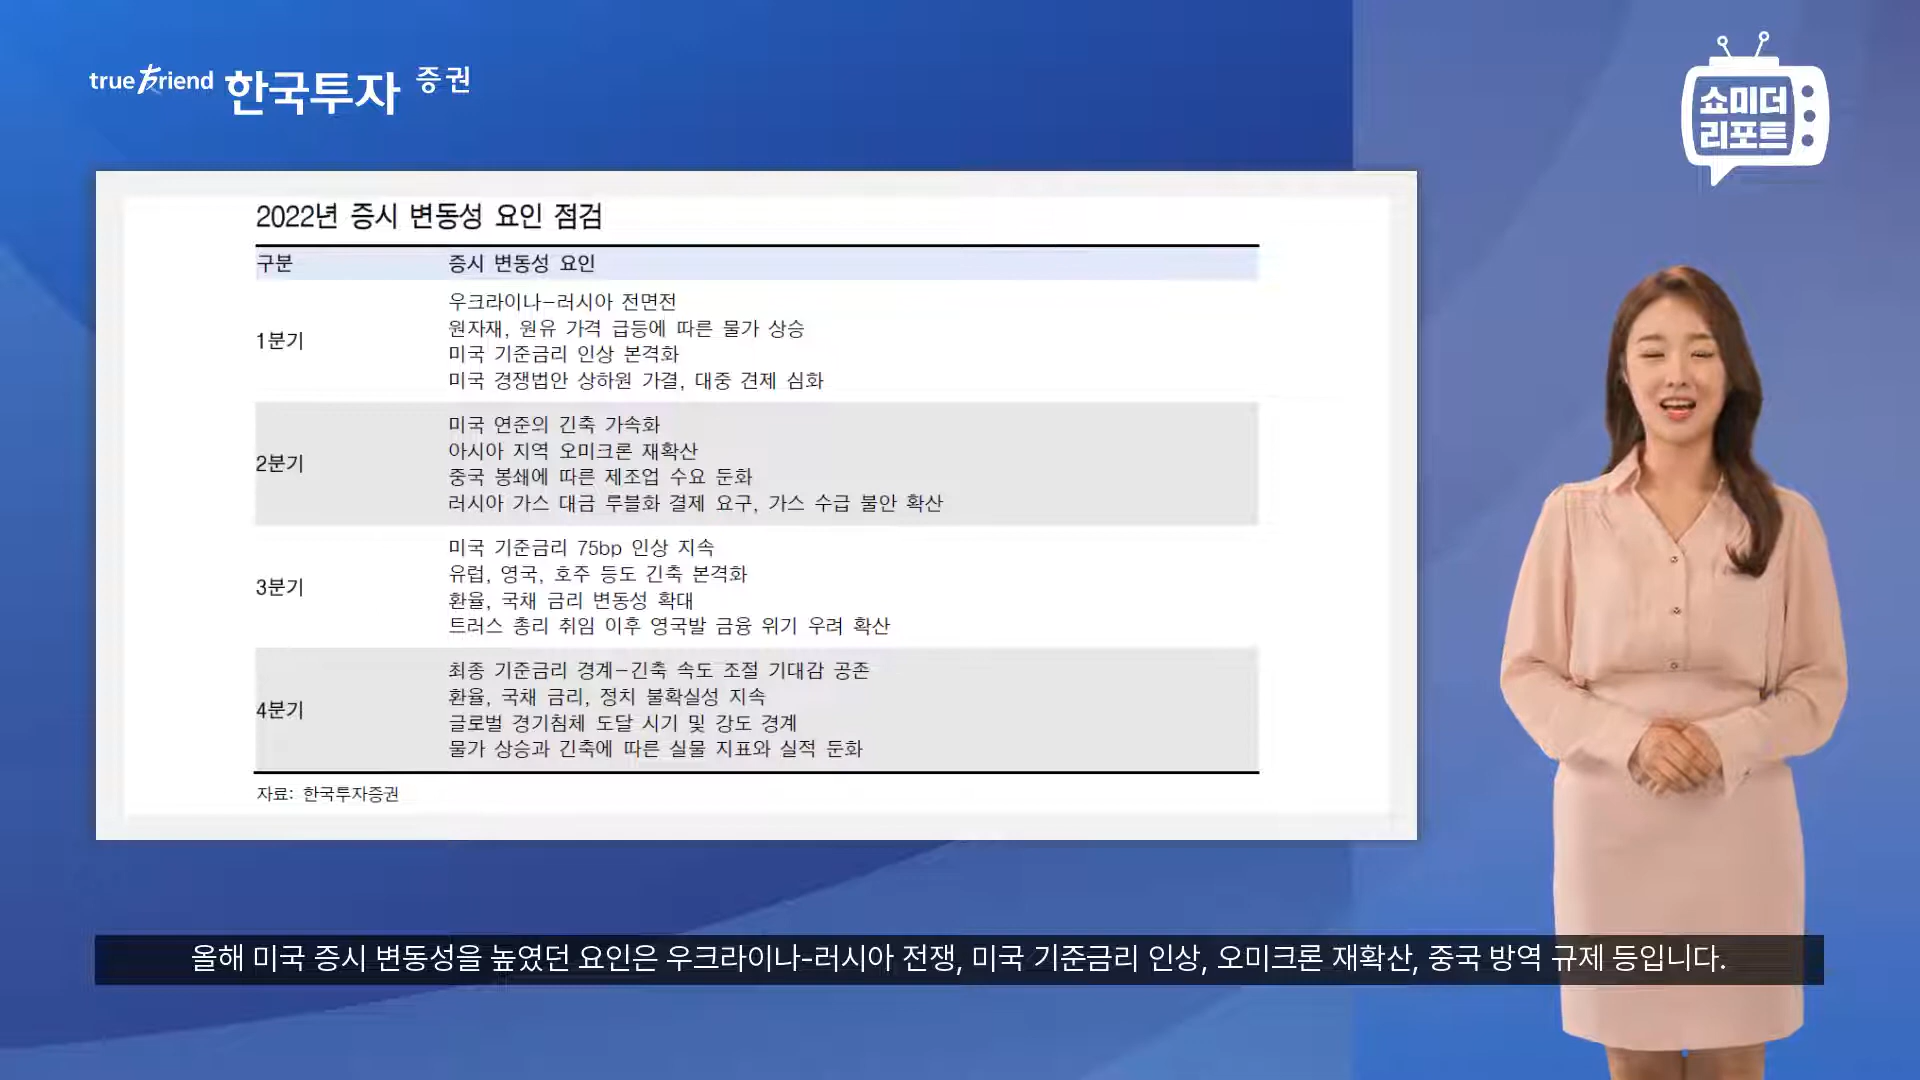 true friend 한국투자 증권
쇼미더
리포트
2022년 증시 변동성 요인 점검
구분 증시 변동성 요인
1분기
우크라이나-러시아 전면전
원자재, 원유 가격 급등에 따른 물가 상승
미국 기준금리 인상 본격화
미국 경쟁법안 상하원 가결, 대중 견제 심화
2분기
미국 연준의 긴축 가속화
아시아 지역 오미크론 재확산
중국 봉쇄에 따른 제조업 수요 둔화
러시아 가스 대금 루블화 결제 요구, 가스 수급 불안 확산
3분기
미국 기준금리 75bp 인상 지속
유럽, 영국, 호주 등도 긴축 본격화
환율, 국채 금리 변동성 확대
트러스 총리 취임 이후 영국발 금융 위기 우려 확산
4분기
최종 기준금리 경계-긴축 속도 조절 기대감 공존
환율, 국채 금리, 정치 불확실성 지속
글로벌 경기침체 도달 시기 및 강도 경계
물가 상승과 긴축에 따른 실물 지표와 실적 둔화
자료: 한국투자증권
올해 미국 증시 변동성을 높였던 요인은 우크라이나-러시아 전쟁, 미국 기준금리 인상, 오미크론 재확산, 중국 방역 규제 등입니다.